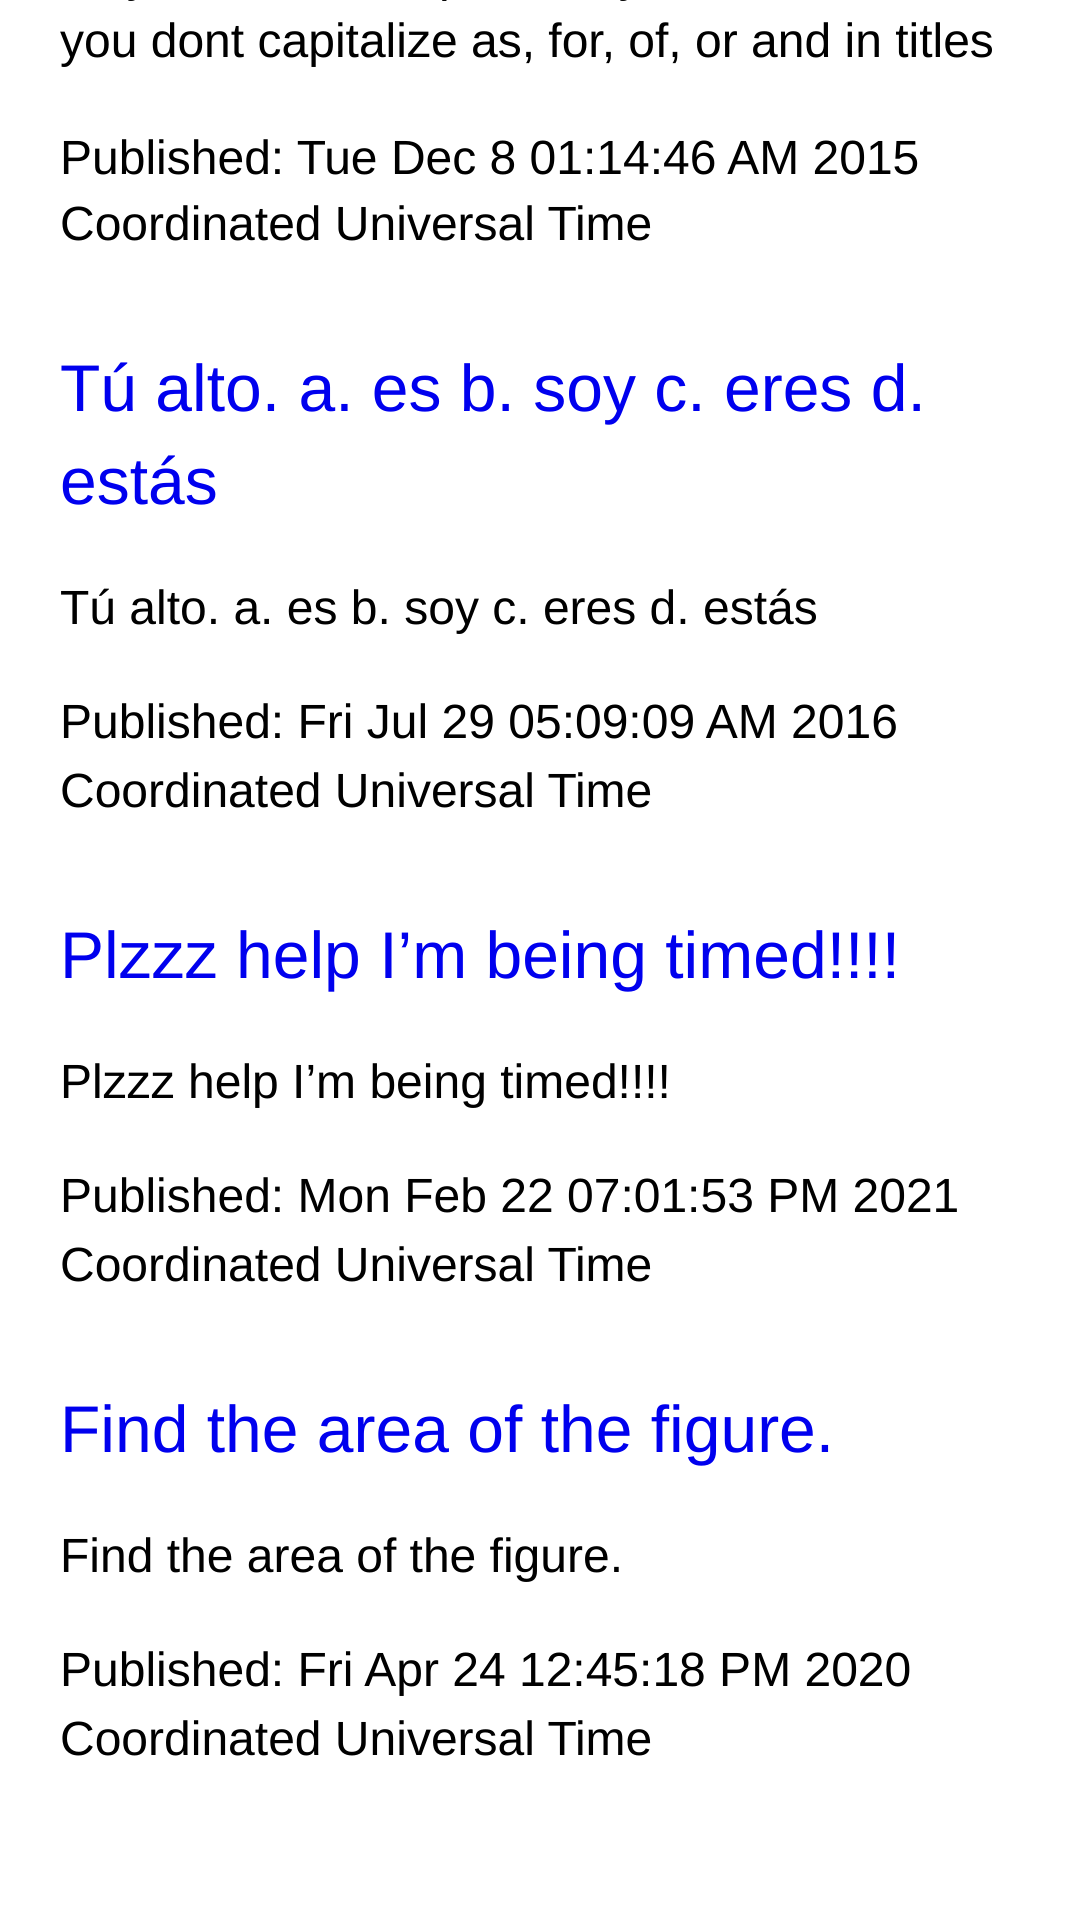 you dont capitalize as, for, of, or and in titles
Published: Tue Dec 8 01:14:46 AM 2015
Coordinated Universal Time
Tú alto. a. es b. soy c. eres d.
estás
Tú alto. a. es b. soy c. eres d. estás
Published: Fri Jul 29 05:09:09 AM 2016
Coordinated Universal Time
Plzzz help I’m being timed!!!!
Plzzz help I’m being timed!!!!
Published: Mon Feb 22 07:01:53 PM 2021
Coordinated Universal Time
Find the area of the figure.
Find the area of the figure.
Published: Fri Apr 24 12:45:18 PM 2020
Coordinated Universal Time